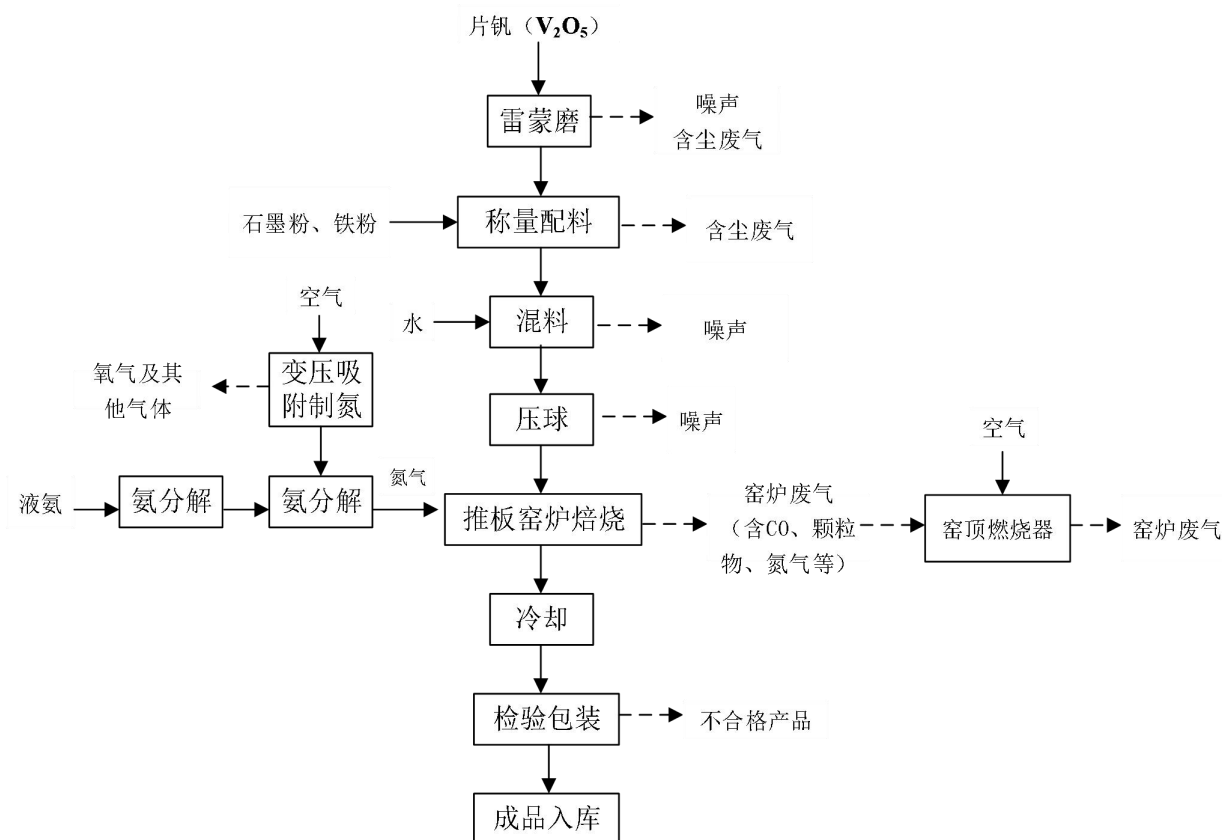 片钒（V₂O₅）
雷蒙磨
噪声
含尘废气
石墨粉、铁粉
称量配料
含尘废气
空气
水
混料
噪声
氧气及其
他气体
变压吸
附制氮
压球
噪声
空气
液氨
氨分解
氨分解
氮气
推板窑炉焙烧
窑炉废气
（含CO、颗粒
物、氮气等）
窑顶燃烧器
窑炉废气
冷却
检验包装
不合格产品
成品入库